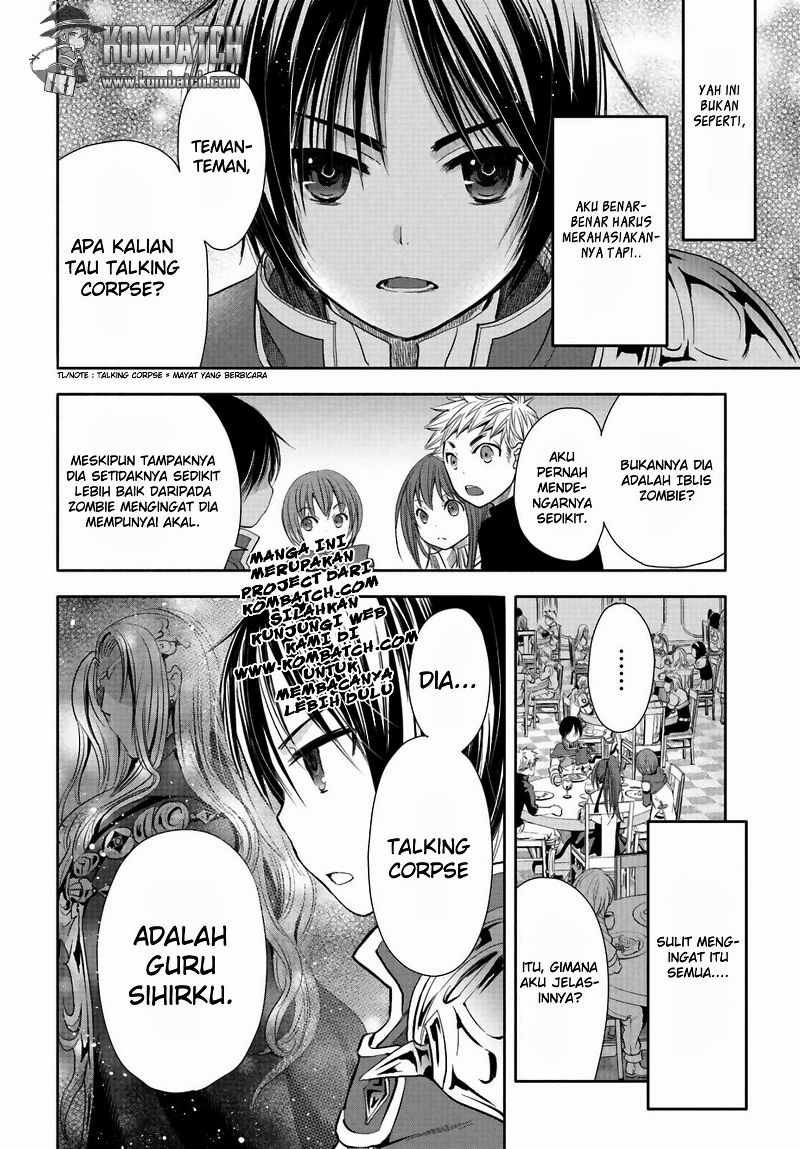 KOMBATCH
www.kombatch.com
YAH INI
BUKAN
SEPERTI,
AKU BENAR-
BENAR HARUS
MERAHASIAKAN-
NYA TAPI..
TEMAN-
TEMAN,
APA KALIAN
TAU TALKING
CORPSE?
TL/NOTE : TALKING CORPSE = MAYAT YANG BERBICARA
BUKANNYA DIA
ADALAH IBLIS
ZOMBIE?
AKU
PERNAH
MENDE-
NGARNYA
SEDIKIT.
MESKIPUN TAMPAKNYA
DIA SETIDAKNYA SEDIKIT
LEBIH BAIK DARIPADA
ZOMBIE MENGINGAT DIA
MEMPUNYAI AKAL.
MANGA INI
MERUPAKAN
PROJECT DARI
KOMBATCH.COM
SILAHKAN
KUNJUNGI WEB
KAMI DI
WWW.KOMBATCH.COM
UNTUK
MEMBACANYA
LEBIH DULU
......
SULIT MENG-
INGAT ITU
SEMUA....
ITU, GIMANA
AKU JELAS-
INNYA?
DIA...
TALKING
CORPSE
ADALAH
GURU
SIHIRKU.